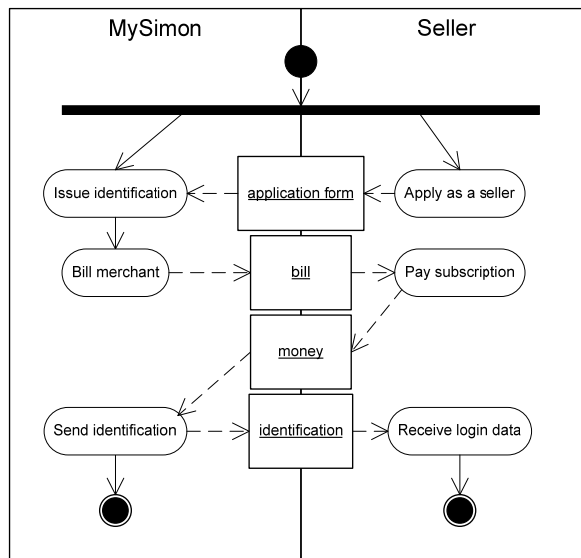 MySimon
Seller
Issue identification
application form
Apply as a seller
Bill merchant
bill
Pay subscription
money
Send identification
identification
Receive login data